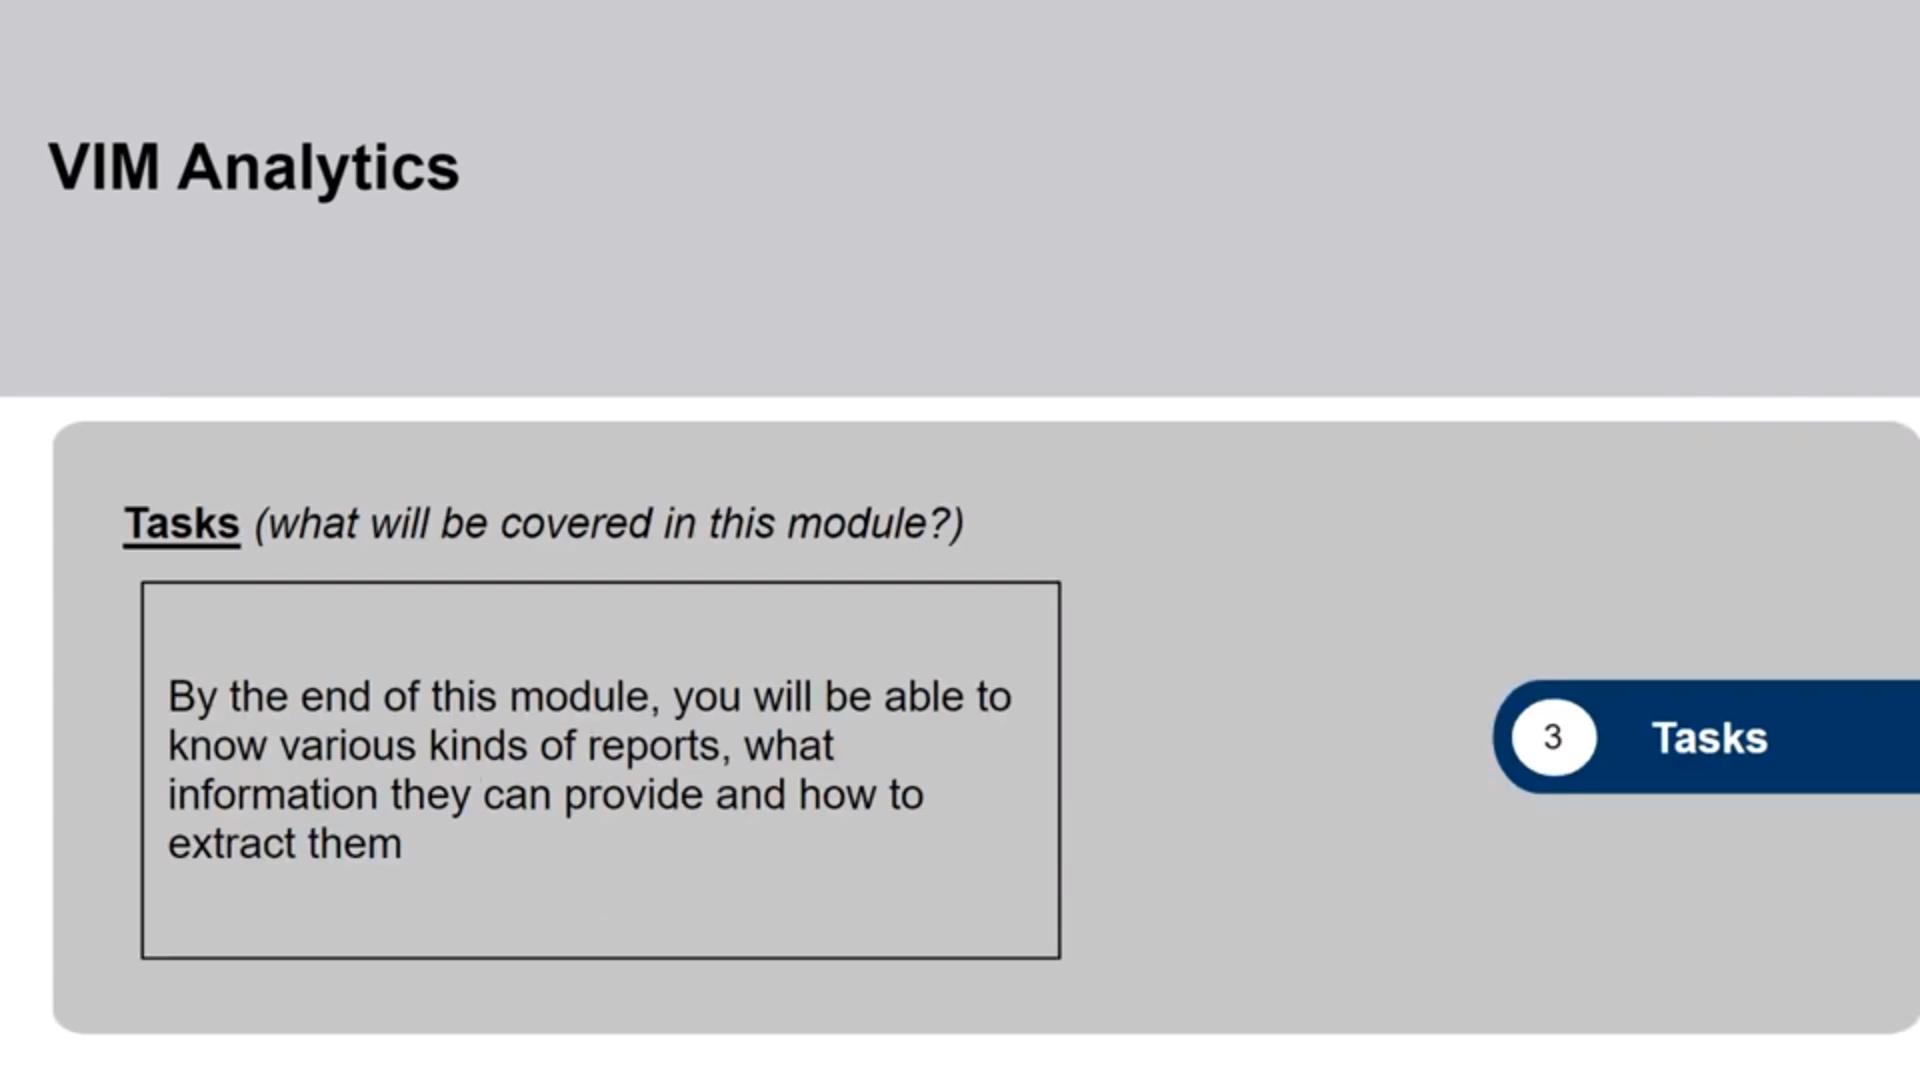 VIM Analytics
Tasks (what will be covered in this module?)
By the end of this module, you will be able to
know various kinds of reports, what
information they can provide and how to
extract them
3 Tasks